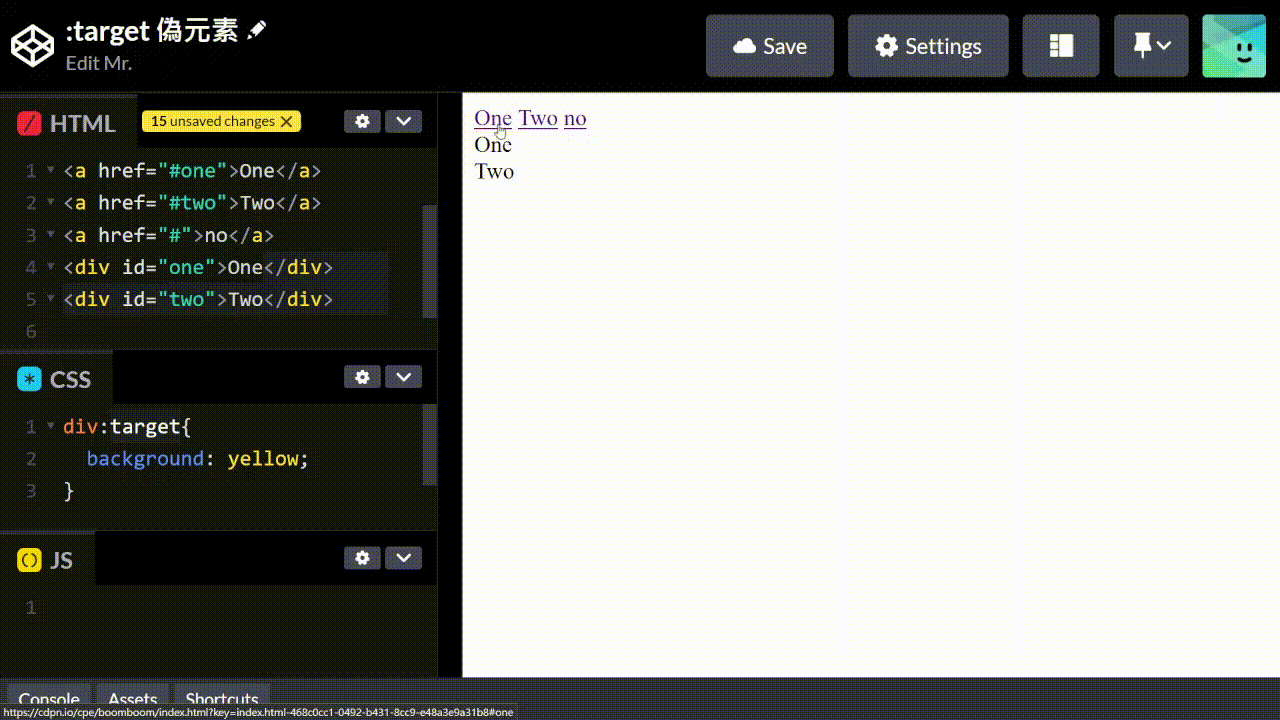 :target 偽元素
Edit Mr.
Save
Settings
HTML
15 unsaved changes
1 <a href="#one">One</a>
2 <a href="#two">Two</a>
3 <a href="#">no</a>
4 <div id="one">One</div>
5 <div id="two">Two</div>
6
CSS
1 div:target{
2 background: yellow;
3 }
JS
1
One Two no
One
Two
Console Assets Shortcuts
https://cdpn.io/cpe/boomboom/index.html?key=index.html-468c0cc1-0492-b431-8cc9-e48a3e9a31b8#one